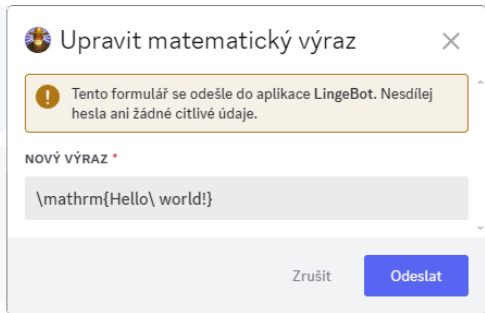 Upravit matematický výraz
Tento formulář se odešle do aplikace LingeBot. Nesdílej
hesla ani žádné citlivé údaje.
NOVÝ VÝRAZ *
\mathrm{Hello\ world!}
Zrušit
Odeslat